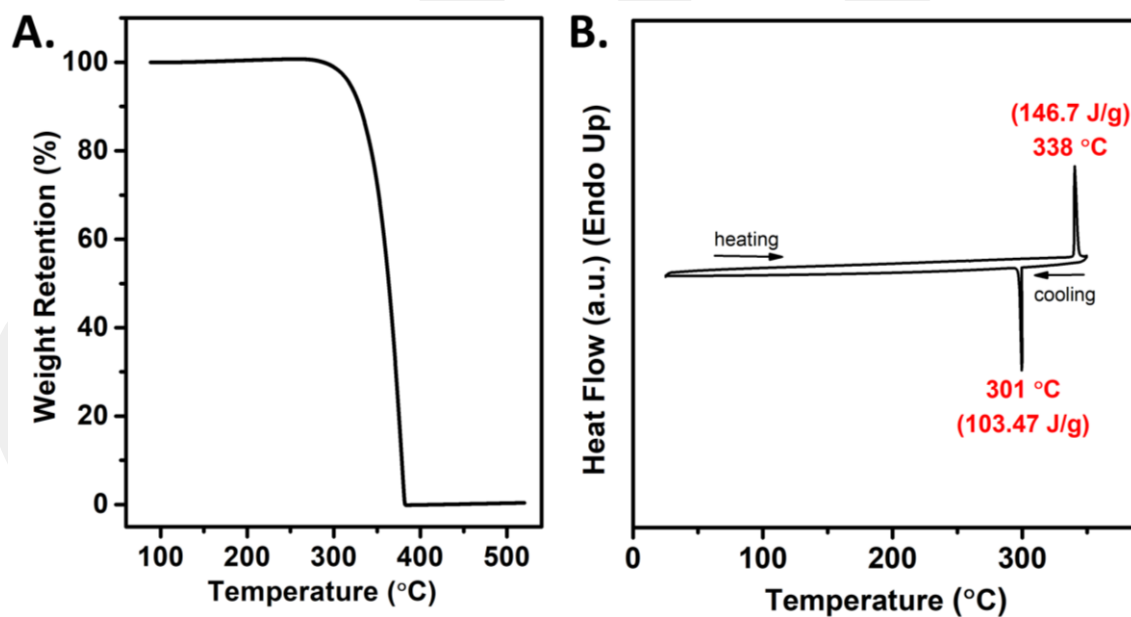 A.
Weight Retention (%)
100
80
60
40
20
0
100
200
300
400
500
Temperature (°C)
B.
Heat Flow (a.u.) (Endo Up)
(146.7 J/g)
338 °C
heating
cooling
301 °C
(103.47 J/g)
0
100
200
300
Temperature (°C)